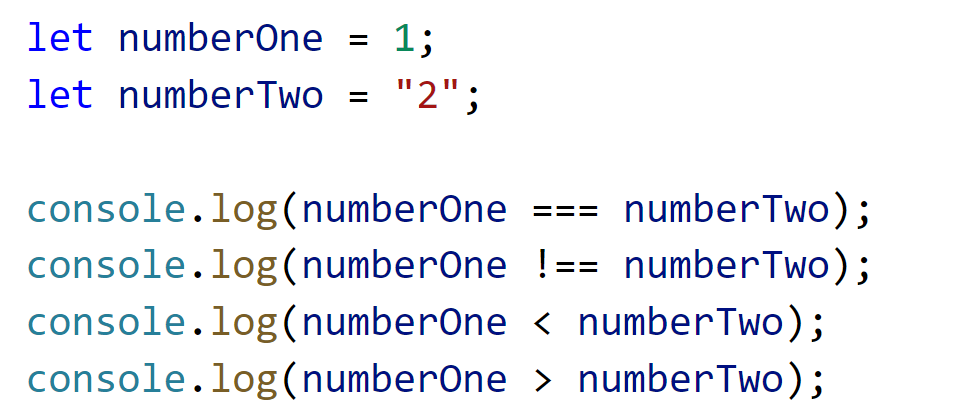 let numberOne = 1;
let numberTwo = "2";
console.log(numberOne === numberTwo);
console.log(numberOne !== numberTwo);
console.log(numberOne < numberTwo);
console.log(numberOne > numberTwo);